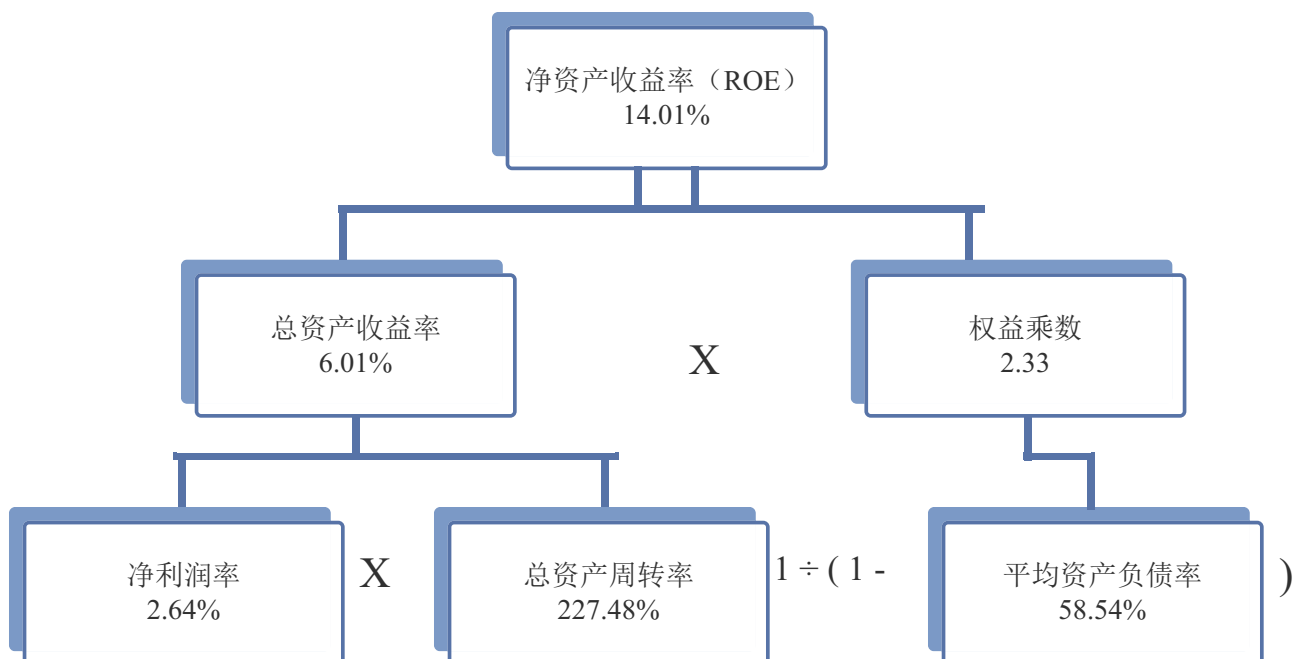 净资产收益率（ROE）
14.01%
总资产收益率
6.01%
X
权益乘数
2.33
净利润率
2.64%
X
总资产周转率
227.48%
1 ÷ ( 1 -
平均资产负债率
58.54%
)